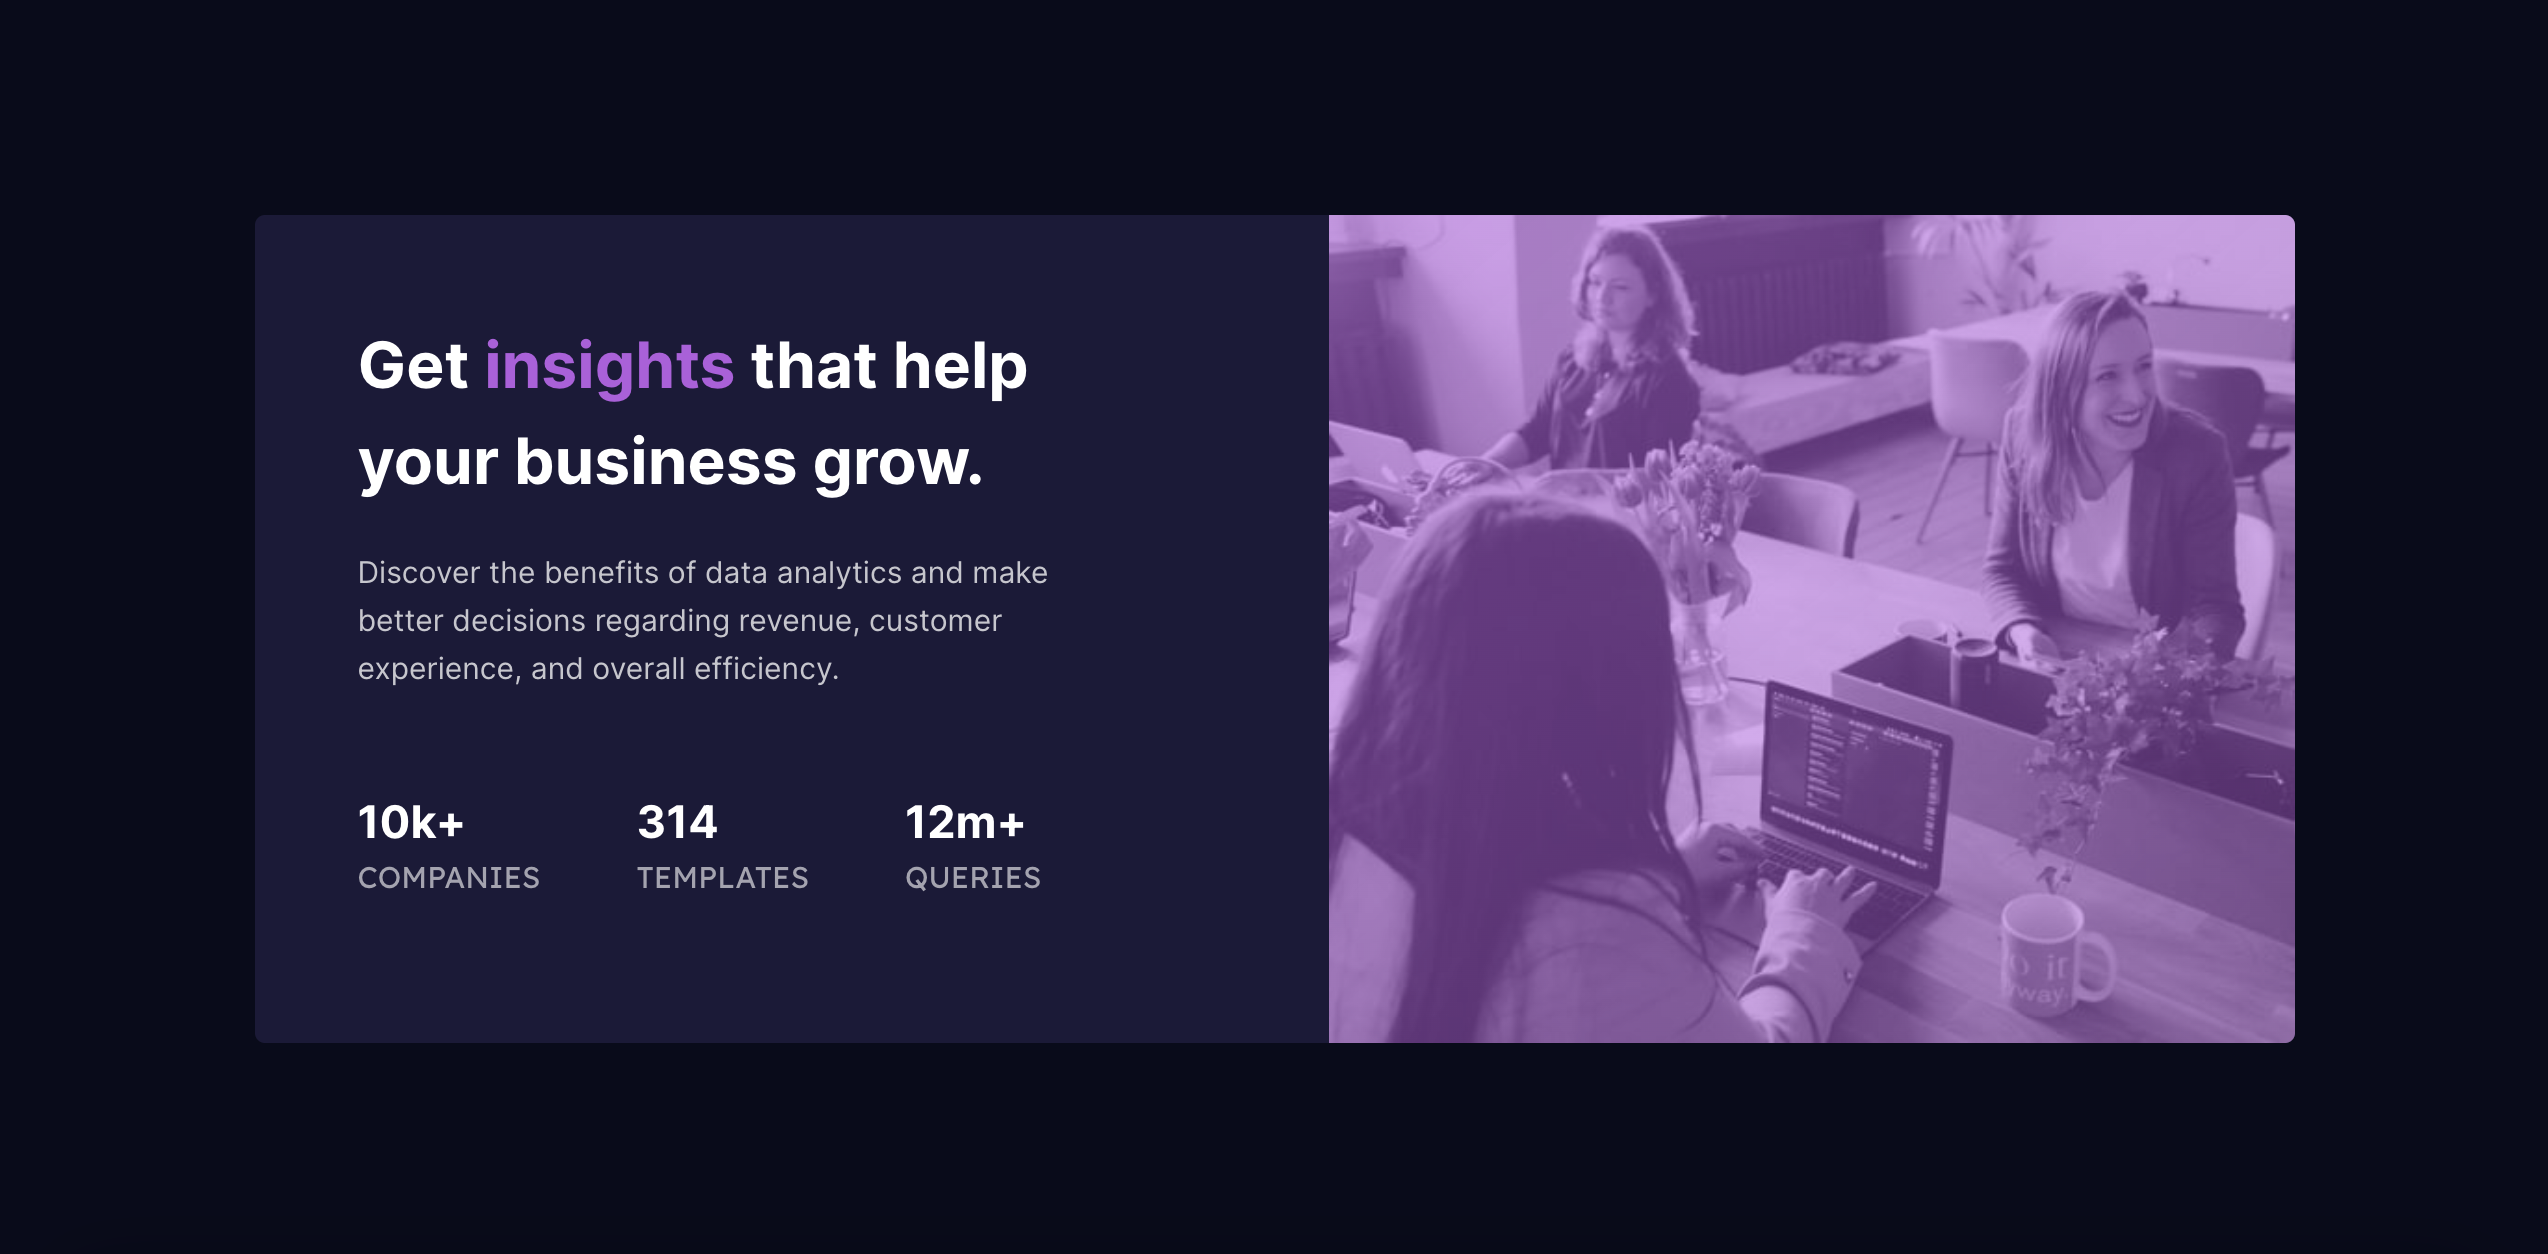 Get insights that help
your business grow.
Discover the benefits of data analytics and make
better decisions regarding revenue, customer
experience, and overall efficiency.
10k+ 314 12m+
COMPANIES TEMPLATES QUERIES